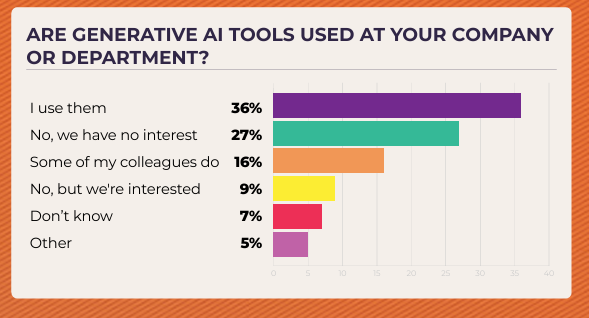 ARE GENERATIVE AI TOOLS USED AT YOUR COMPANY
OR DEPARTMENT?
I use them 36%
No, we have no interest 27%
Some of my colleagues do 16%
No, but we're interested 9%
Don’t know 7%
Other 5%
0 5 10 15 20 25 30 35 40